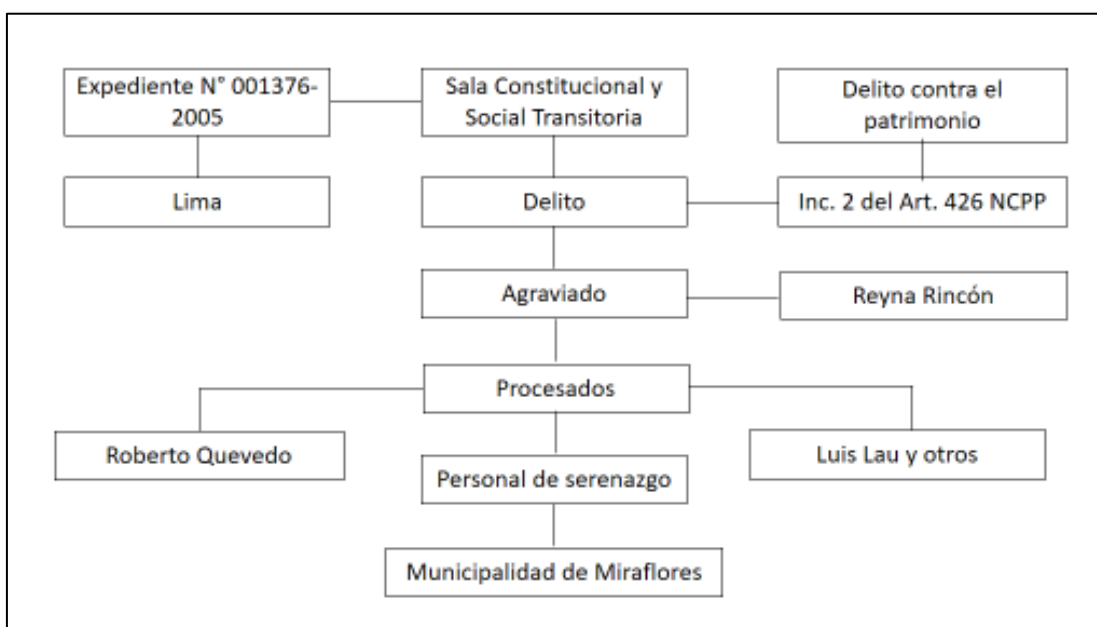 Expediente N° 001376-
2005
Sala Constitucional y
Social Transitoria
Delito contra el
patrimonio
Lima
Delito
Inc. 2 del Art. 426 NCPP
Agraviado
Reyna Rincón
Procesados
Roberto Quevedo
Luis Lau y otros
Personal de serenazgo
Municipalidad de Miraflores